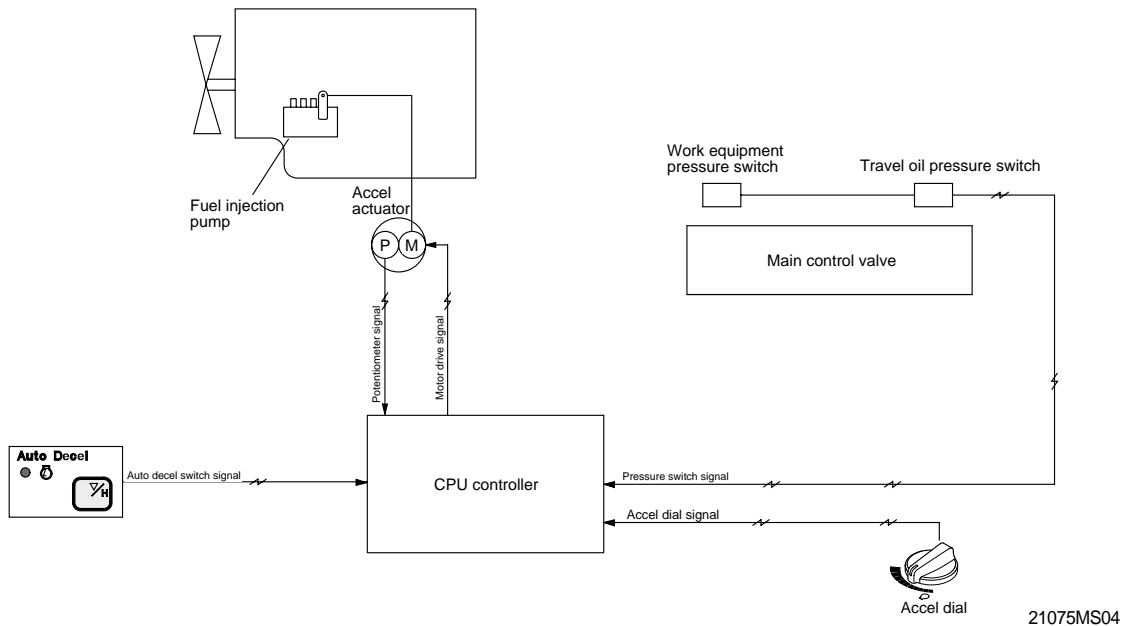 Work equipment
pressure switch
Travel oil pressure switch
Fuel injection
pump
Accel
actuator
P
M
Main control valve
Potentiometer signal
Motor drive signal
Auto Decel
H
Auto decel switch signal
CPU controller
Pressure switch signal
Accel dial signal
Accel dial
21075MS04